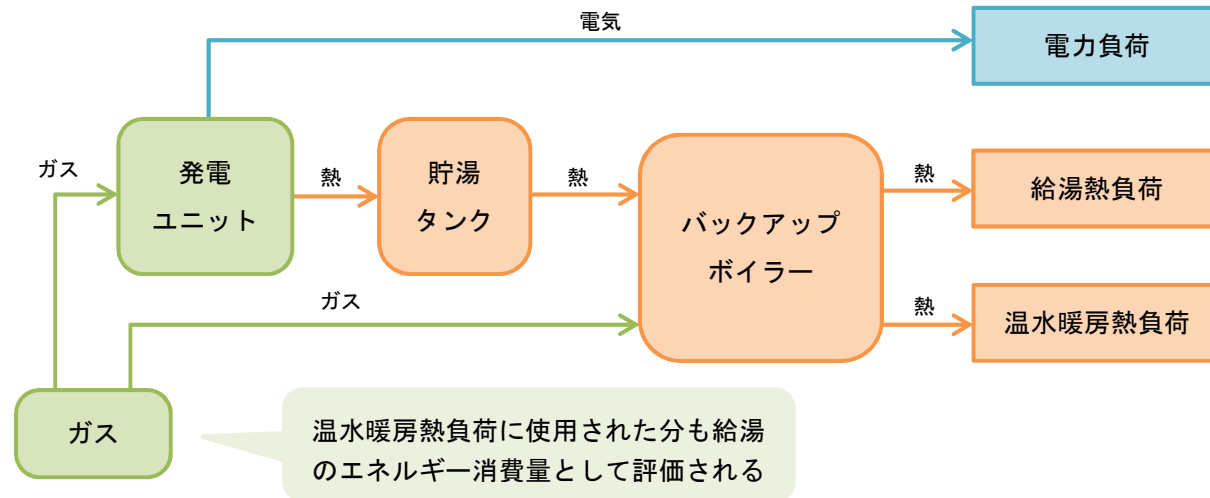 電気
電力負荷
ガス
発電
ユニット
熱
貯湯
タンク
熱
バックアップ
ボイラー
熱
給湯熱負荷
ガス
熱
温水暖房熱負荷
ガス
温水暖房熱負荷に使用された分も給湯
のエネルギー消費量として評価される